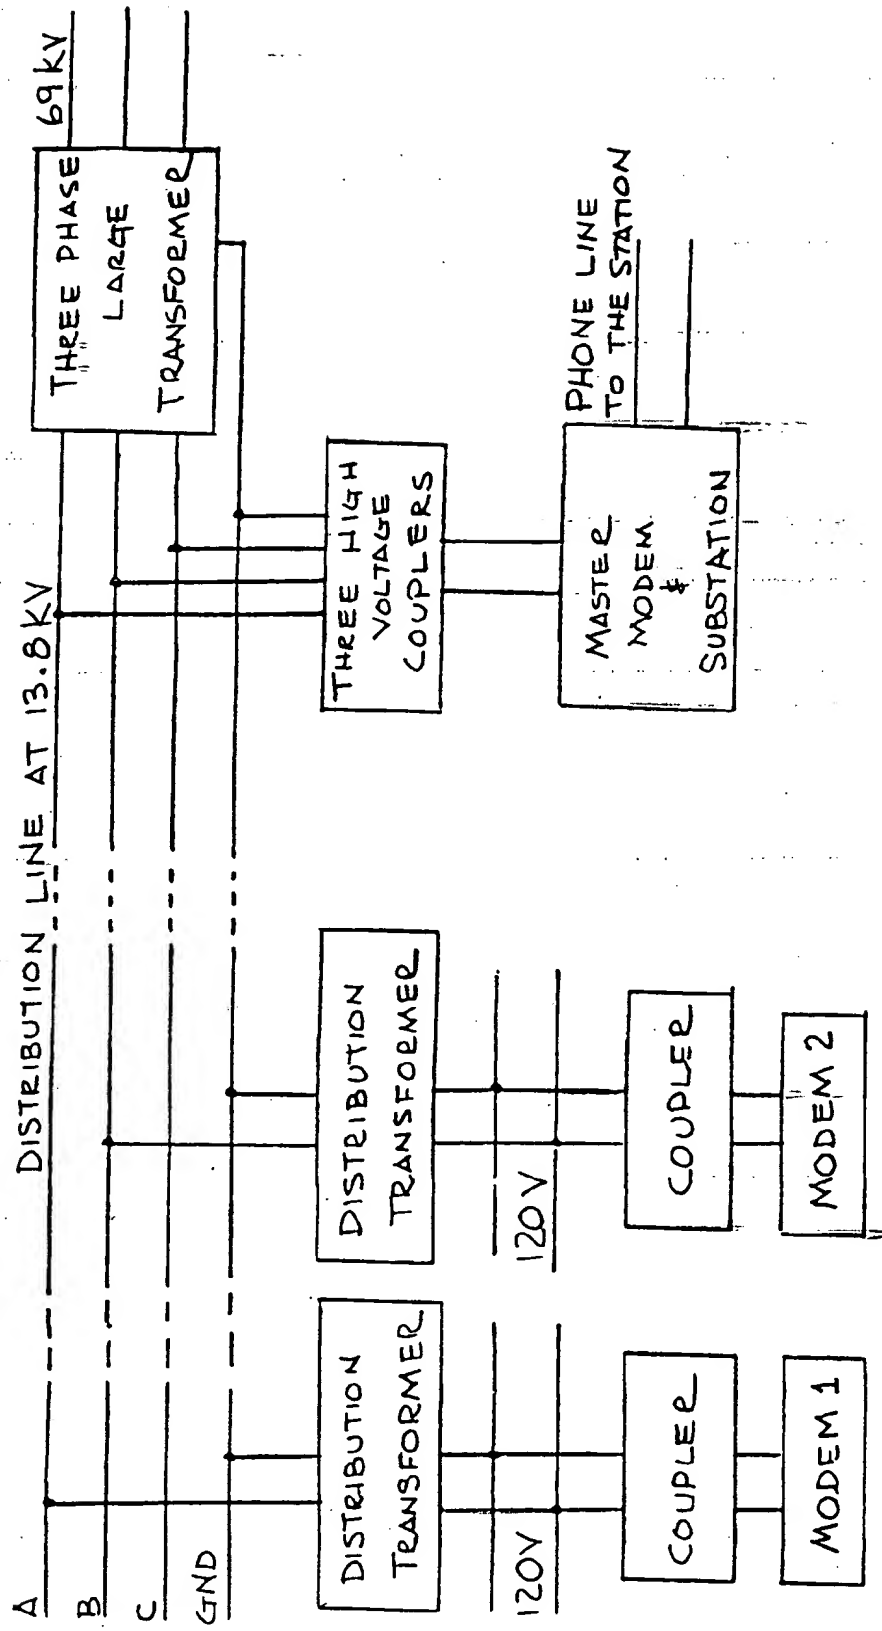 DISTRIBUTION LINE AT 13.8KV
A
B
C
GND
69KV
THREE PHASE
LARGE
TRANSFORMER
DISTRIBUTION
TRANSFORMER
DISTRIBUTION
TRANSFORMER
THREE HIGH
VOLTAGE
COUPLERS
120V
120V
COUPLER
COUPLER
MASTER
MODEM
&
SUBSTATION
PHONE LINE
TO THE STATION
MODEM 1
MODEM 2